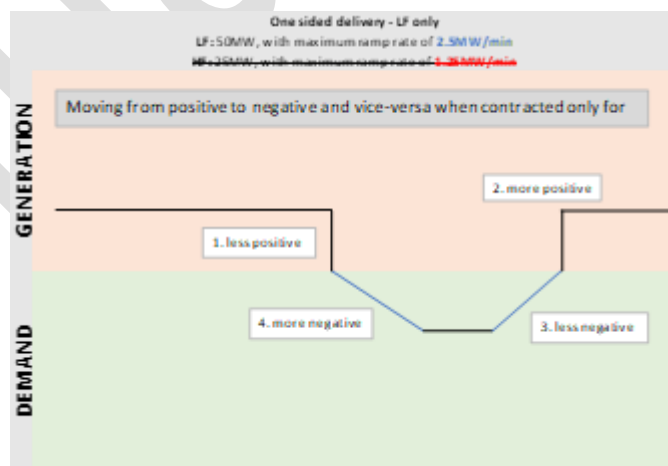 One sided delivery - LF only
LF: 50MW, with maximum ramp rate of 2.5MW/min
HF: 25MW, with maximum ramp rate of 1.25MW/min
Moving from positive to negative and vice-versa when contracted only for
GENERATION
2. more positive
1. less positive
4. more negative
3. less negative
DEMAND